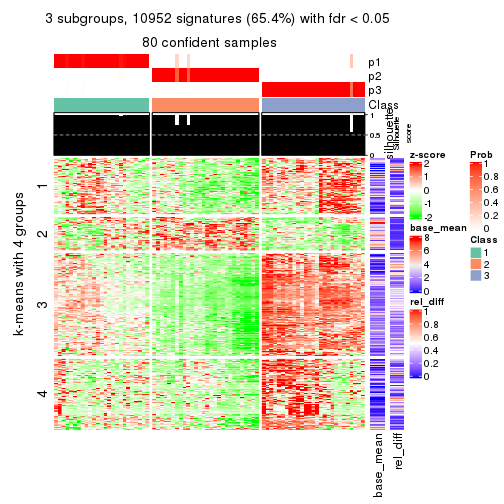 3 subgroups, 10952 signatures (65.4%) with fdr < 0.05
80 confident samples
p1
p2
p3
Class
1
0.5
0
silhouette
Silhouette
score
k-means with 4 groups
1
2
3
4
base_mean
rel_diff
z-score
2
1
0
-1
-2
base_mean
8
6
4
2
0
rel_diff
1
0.8
0.6
0.4
0.2
0
Prob
1
0.8
0.6
0.4
0.2
0
Class
1
2
3